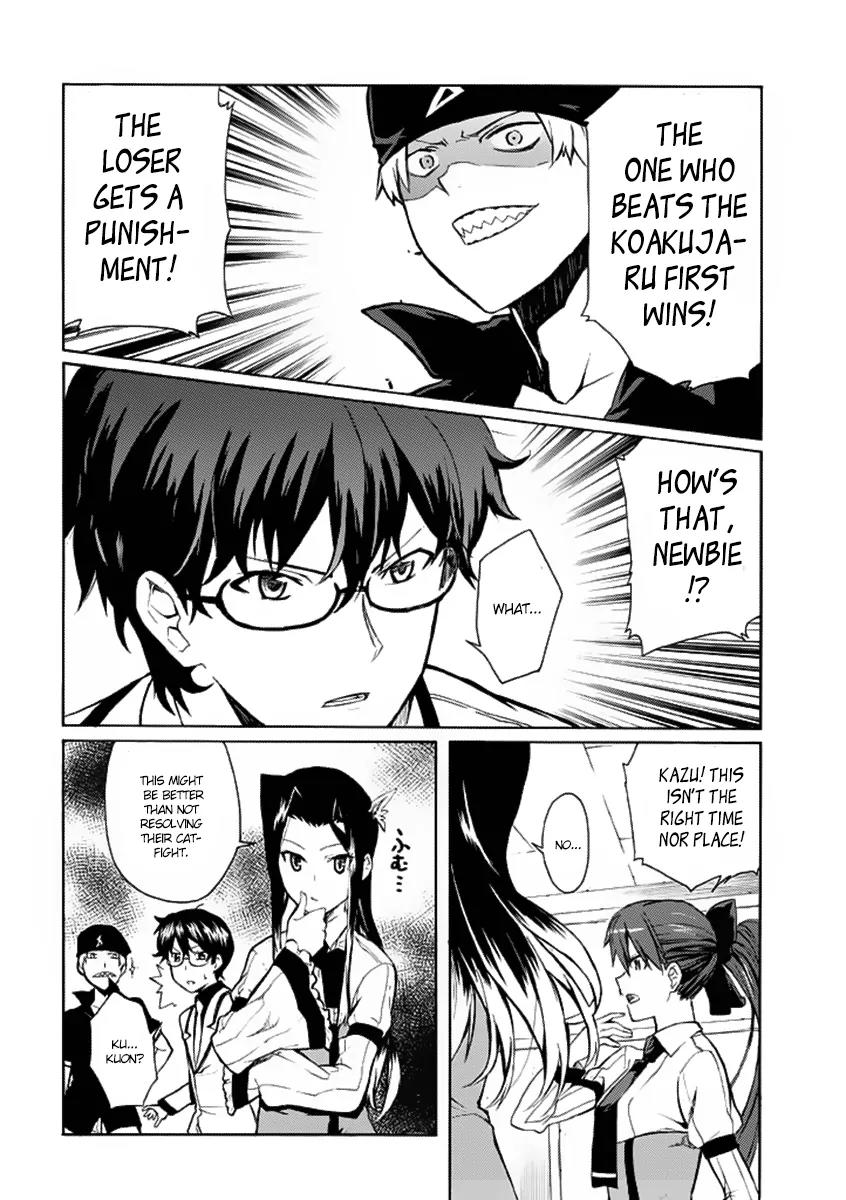 THE
ONE WHO
BEATS THE
KOAKUJA-
RU FIRST
WINS!
THE
LOSER
GETS A
PUNISH-
MENT!
HOW'S
THAT,
NEWBIE
!?
WHAT...
KAZU! THIS
ISN'T THE
RIGHT TIME
NOR PLACE!
NO...
THIS MIGHT
BE BETTER
THAN NOT
RESOLVING
THEIR CAT-
FIGHT.
ふむ…
KU...
KUON?